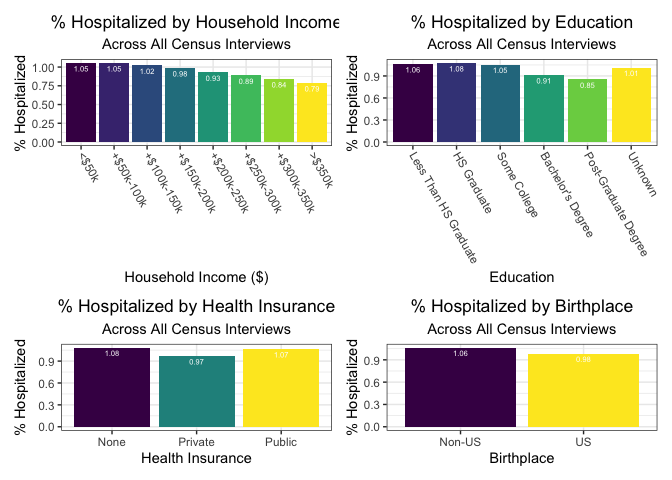 % Hospitalized by Household Income
Across All Census Interviews
% Hospitalized
1.00
0.75
0.50
0.25
0.00
1.05
1.05
1.02
0.98
0.93
0.89
0.84
0.79
<$50k
+$50k-100k
+$100k-150k
+$150k-200k
+$200k-250k
+$250k-300k
+$300k-350k
>$350k
Household Income ($)
% Hospitalized by Education
Across All Census Interviews
% Hospitalized
0.9
0.6
0.3
0.0
1.06
1.08
1.05
0.91
0.85
1.01
Less Than HS Graduate
HS Graduate
Some College
Bachelor's Degree
Post-Graduate Degree
Unknown
Education
% Hospitalized by Health Insurance
Across All Census Interviews
% Hospitalized
0.9
0.6
0.3
0.0
1.08
0.97
1.07
None
Private
Public
Health Insurance
% Hospitalized by Birthplace
Across All Census Interviews
% Hospitalized
0.9
0.6
0.3
0.0
1.06
0.98
Non-US
US
Birthplace